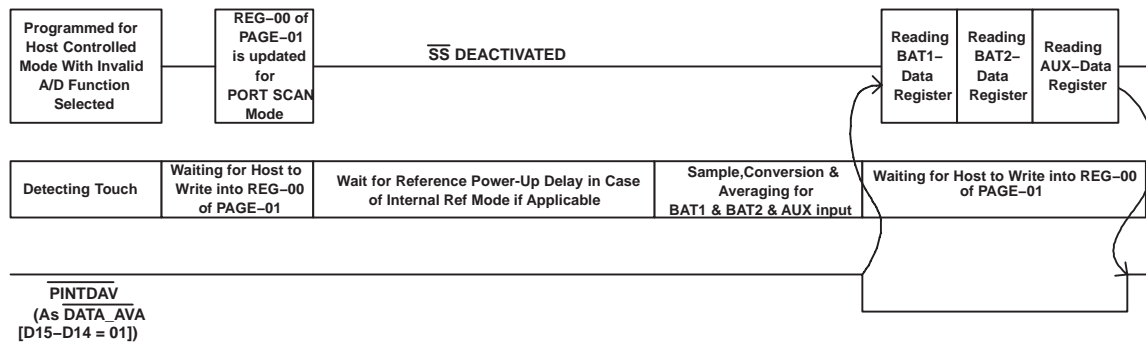 Programmed for
Host Controlled
Mode With Invalid
A/D Function
Selected
REG−00 of
PAGE−01
is updated
for
PORT SCAN
Mode
SS DEACTIVATED
Reading
BAT1−
Data
Register
Reading
BAT2−
Data
Register
Reading
AUX−Data
Register
Detecting Touch
Waiting for Host to
Write into REG−00
of PAGE−01
Wait for Reference Power-Up Delay in Case
of Internal Ref Mode if Applicable
Sample,Conversion &
Averaging for
BAT1 & BAT2 & AUX input
Waiting for Host to Write into REG−00
of PAGE−01
PINTDAV
(As DATA_AVA
[D15−D14 = 01])